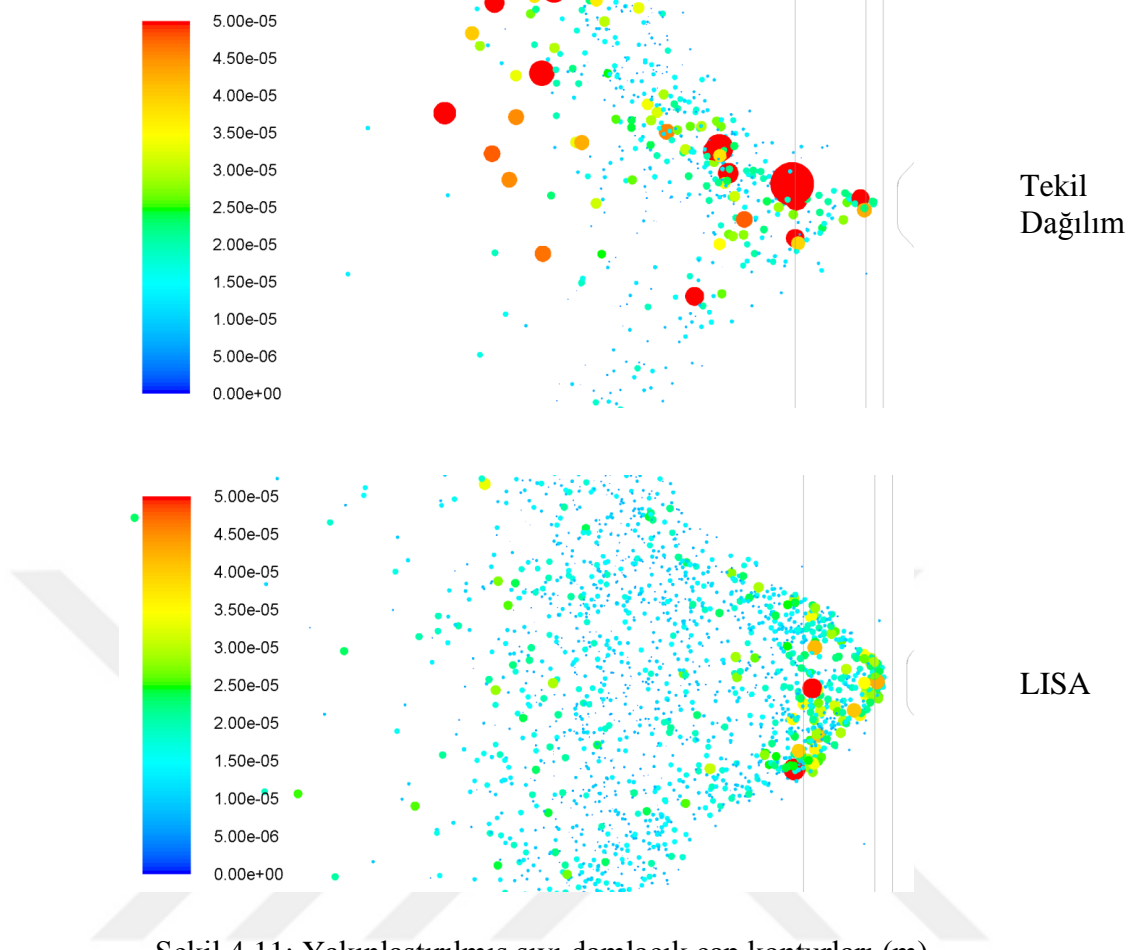 5.00e-05
4.50e-05
4.00e-05
3.50e-05
3.00e-05
2.50e-05
2.00e-05
1.50e-05
1.00e-05
5.00e-06
0.00e+00
Tekil
Dağılım
5.00e-05
4.50e-05
4.00e-05
3.50e-05
3.00e-05
2.50e-05
2.00e-05
1.50e-05
1.00e-05
5.00e-06
0.00e+00
LISA
Şekil 4.11: Yakınlaştırılmış sıvı damlacık çap konturları (m)